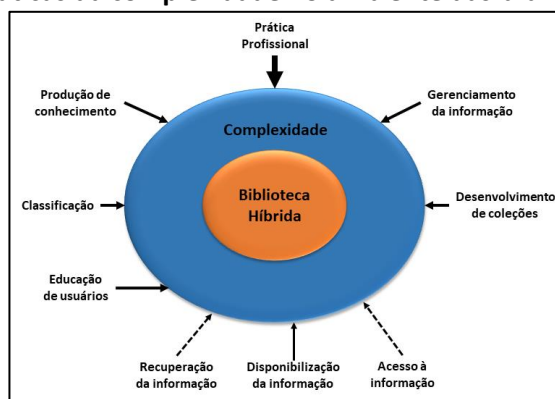 Prática
Profissional
Produção de
conhecimento
Gerenciamento
da informação
Complexidade
Biblioteca
Híbrida
Classificação
Desenvolvimento
de coleções
Educação
de usuários
Recuperação
da informação
Disponibilização
da informação
Acesso à
informação